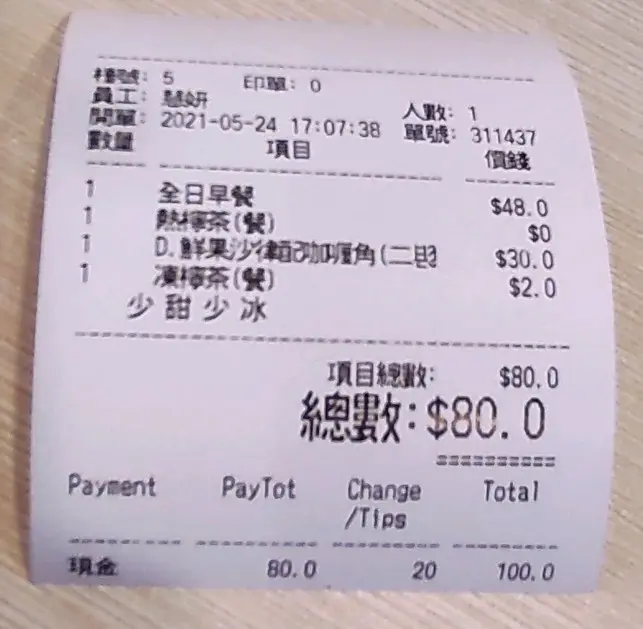 檯號: 5 印單: 0
員工: 慧妍 人數: 1
開單: 2021-05-24 17:07:38 單號: 311437
數量 項目 價錢
1 全日早餐 $48.0
1 熱檸茶(餐) $0
1 D.鮮果沙律配咖喱角(二 $30.0
1 凍檸茶(餐) $2.0
少甜少冰
項目總數: $80.0
總數:$80.0
==========
Payment PayTot Change Total
/Tips
現金 80.0 20 100.0